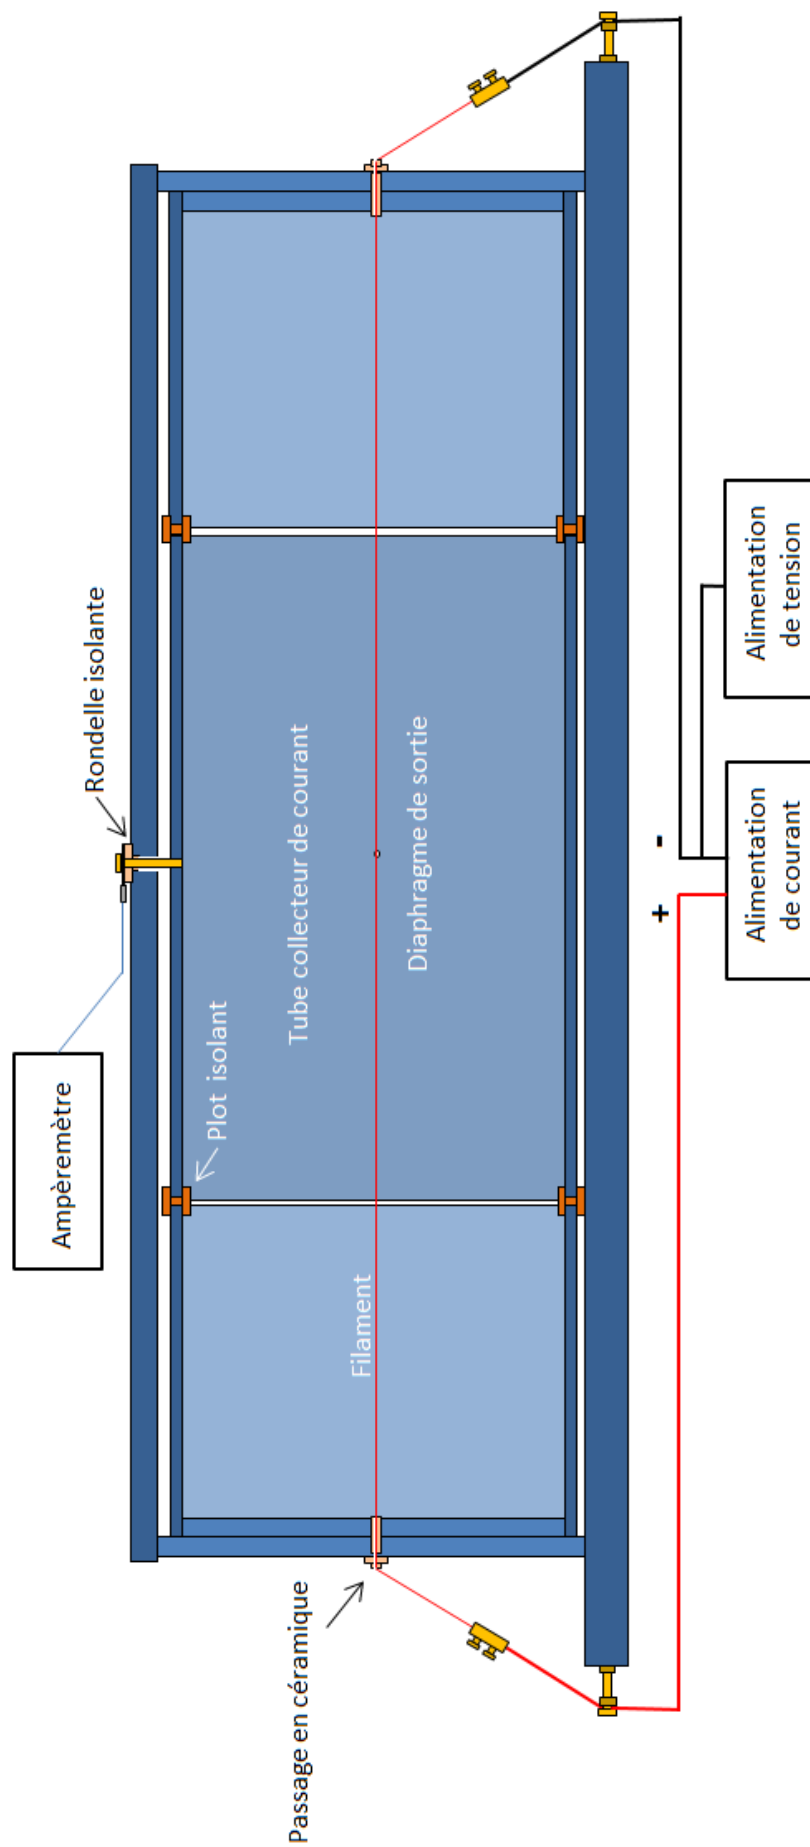 Passage en céramique
Ampèremètre
Rondelle isolante
Plot isolant
Tube collecteur de courant
Filament
Diaphragme de sortie
+
-
Alimentation
de courant
Alimentation
de tension